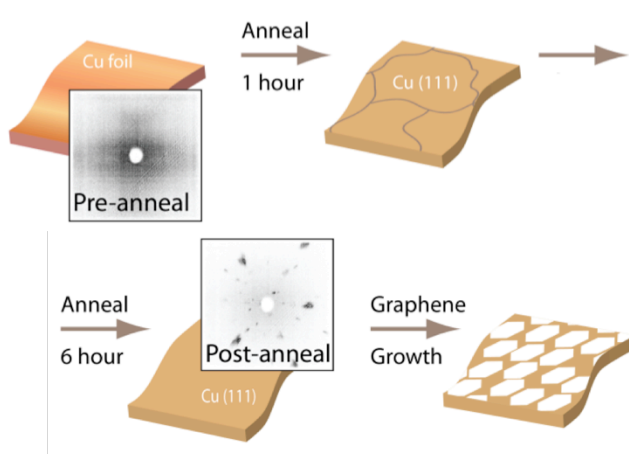 Anneal
Cu foil
1 hour
Cu (111)
Pre-anneal
Anneal
6 hour
Post-anneal
Cu (111)
Graphene
Growth